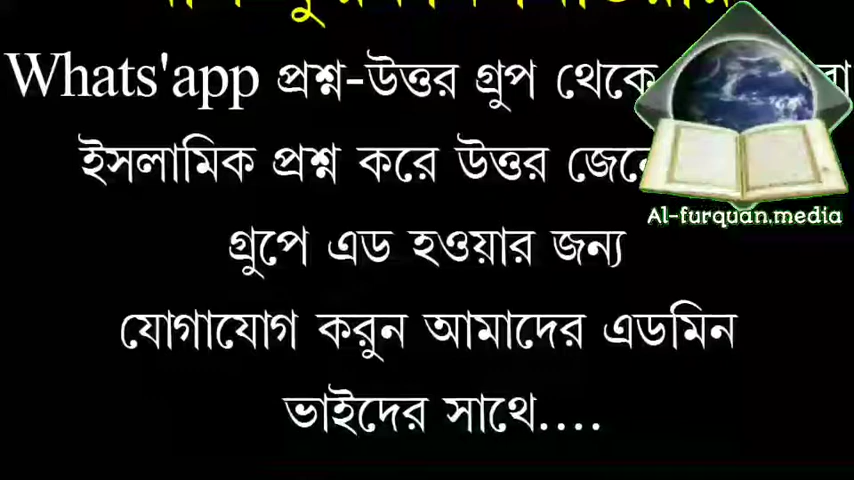 Whats'app প্রশ্ন-উত্তর গ্রুপ থেকে
ইসলামিক প্রশ্ন করে উত্তর
গ্রুপে এড হওয়ার জন্য
যোগাযোগ করুন আমাদের এডমিন
ভাইদের সাথে....
Al-furquan.media